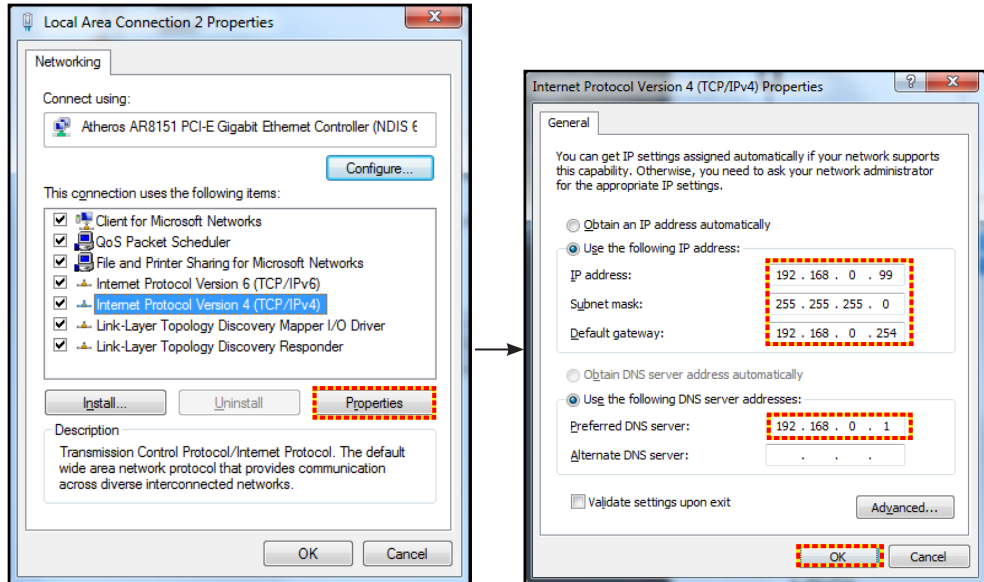 Local Area Connection 2 Properties
Networking
Connect using:
Atheros AR8151 PCI-E Gigabit Ethernet Controller (NDIS 6
Configure...
This connection uses the following items:
Client for Microsoft Networks
QoS Packet Scheduler
File and Printer Sharing for Microsoft Networks
Internet Protocol Version 6 (TCP/IPv6)
Internet Protocol Version 4 (TCP/IPv4)
Link-Layer Topology Discovery Mapper I/O Driver
Link-Layer Topology Discovery Responder
Install...
Uninstall
Properties
Description
Transmission Control Protocol/Internet Protocol. The default
wide area network protocol that provides communication
across diverse interconnected networks.
OK
Cancel
Internet Protocol Version 4 (TCP/IPv4) Properties
General
You can get IP settings assigned automatically if your network supports
this capability. Otherwise, you need to ask your network administrator
for the appropriate IP settings.
Obtain an IP address automatically
Use the following IP address:
IP address: 192 . 168 . 0 . 99
Subnet mask: 255 . 255 . 255 . 0
Default gateway: 192 . 168 . 0 . 254
Obtain DNS server address automatically
Use the following DNS server addresses:
Preferred DNS server: 192 . 168 . 0 . 1
Alternate DNS server: . . .
Validate settings upon exit
Advanced...
OK
Cancel